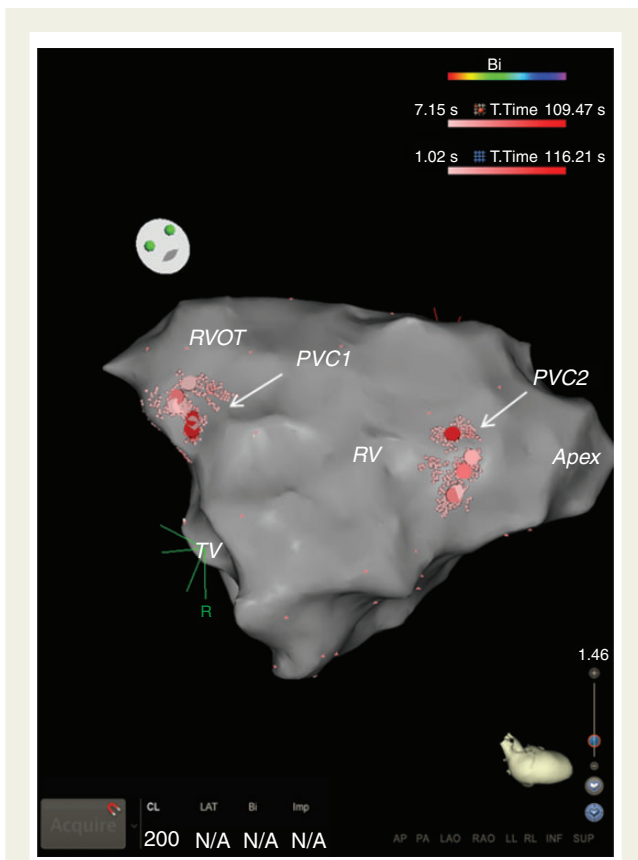 Bi
7.15 s T.Time 109.47 s
1.02 s T.Time 116.21 s
RVOT
PVC1
PVC2
RV
Apex
TV
R
1.46
Acquire
CL LAT Bi Imp
200 N/A N/A N/A
AP PA LAO RAO LL RL INF SUP